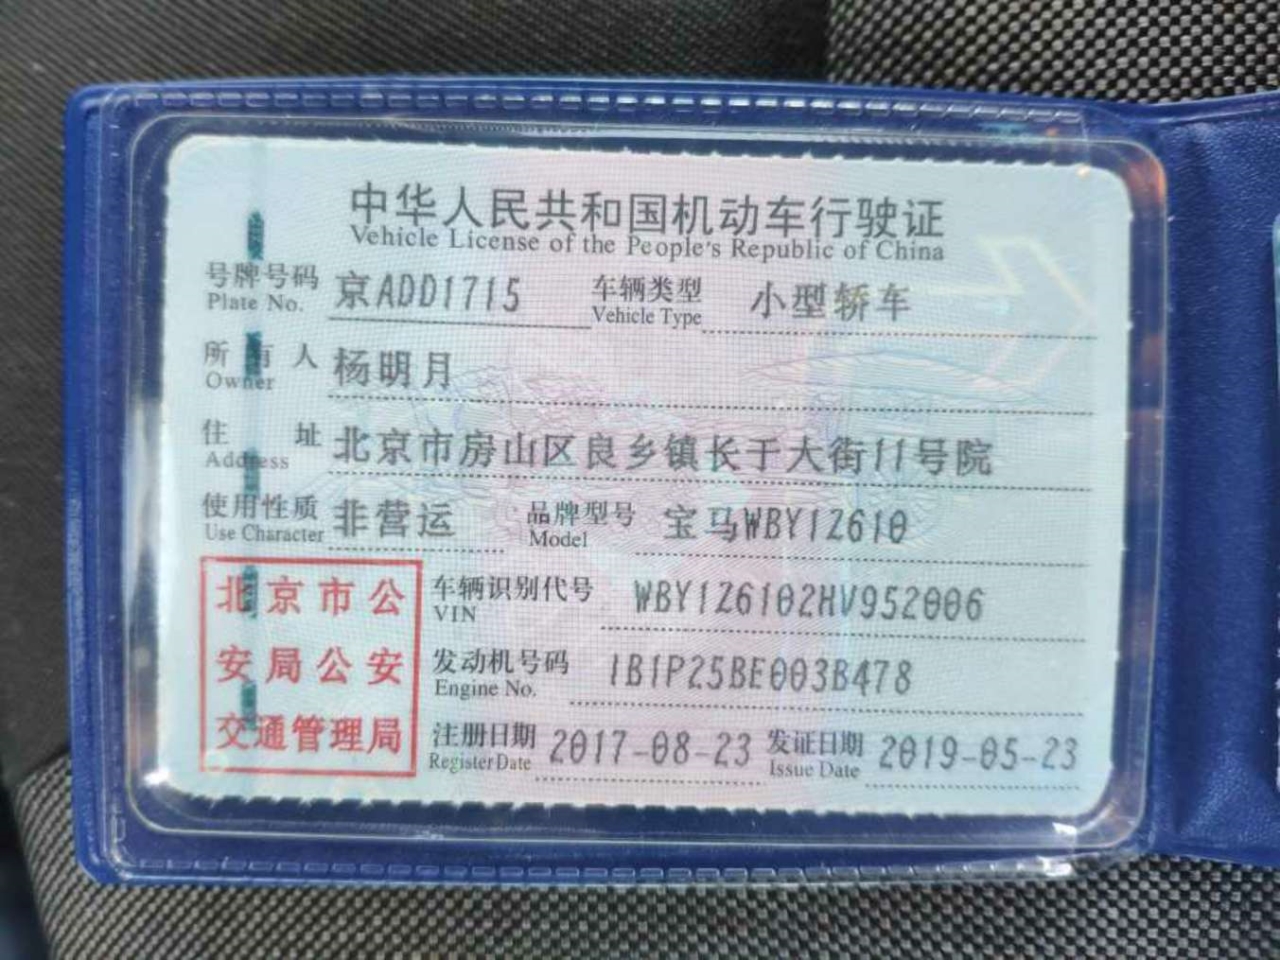 中华人民共和国机动车行驶证
Vehicle License of the People's Republic of China
号牌号码 京ADD1715 车辆类型 小型轿车
Plate No. Vehicle Type
所有人 杨明月
Owner
住址 北京市房山区良乡镇长于大街11号院
Address
使用性质 非营运 品牌型号 宝马WBY1Z610
Use Character Model
北京市公 车辆识别代号 WBY1Z6102HV952006
VIN
安局公安 发动机号码 1B1P25BE003B478
Engine No.
交通管理局 注册日期 2017-08-23 发证日期 2019-05-23
Register Date Issue Date